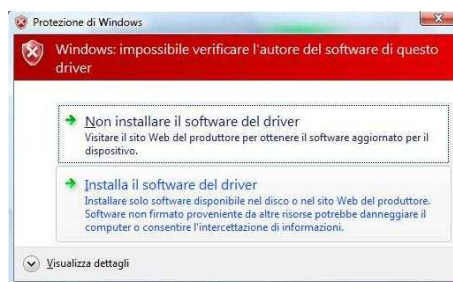 Protezione di Windows
Windows: impossibile verificare l'autore del software di questo
driver
Non installare il software del driver
Visitare il sito Web del produttore per ottenere il software aggiornato per il
dispositivo.
Installa il software del driver
Installare solo software disponibile nel disco o nel sito Web del produttore.
Software non firmato proveniente da altre risorse potrebbe danneggiare il
computer o consentire l'intercettazione di informazioni.
Visualizza dettagli